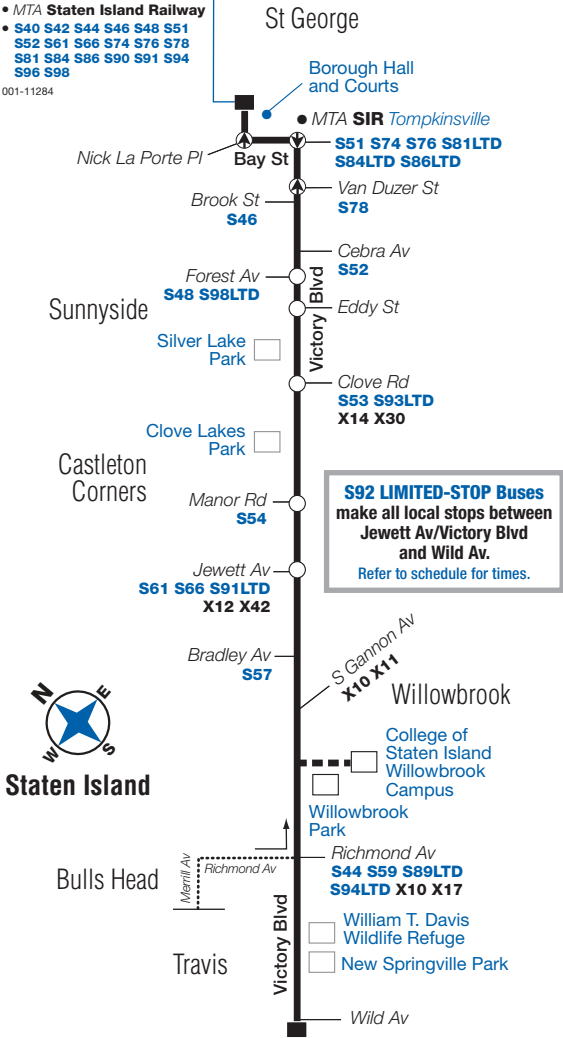 • MTA Staten Island Railway
• S40 S42 S44 S46 S48 S51
S52 S61 S66 S74 S76 S78
S81 S84 S86 S90 S91 S94
S96 S98
001-11284
St George
Borough Hall
and Courts
• MTA SIR Tompkinsville
S51 S74 S76 S81LTD
S84LTD S86LTD
Nick La Porte Pl
Bay St
Van Duzer St
S78
Brook St
S46
Cebra Av
S52
Forest Av
S48 S98LTD
Victory Blvd
Eddy St
Sunnyside
Silver Lake
Park
Clove Rd
S53 S93LTD
X14 X30
Clove Lakes
Park
Castleton
Corners
S92 LIMITED-STOP Buses
make all local stops between
Jewett Av/Victory Blvd
and Wild Av.
Refer to schedule for times.
Manor Rd
S54
Jewett Av
S61 S66 S91LTD
X12 X42
Bradley Av
S57
S Gannon Av
X10 X11
Willowbrook
N
E
W
S
Staten Island
College of
Staten Island
Willowbrook
Campus
Willowbrook
Park
Richmond Av
S44 S59 S89LTD
S94LTD X10 X17
Bulls Head
Merrill Av
Richmond Av
William T. Davis
Wildlife Refuge
New Springville Park
Travis
Victory Blvd
Wild Av